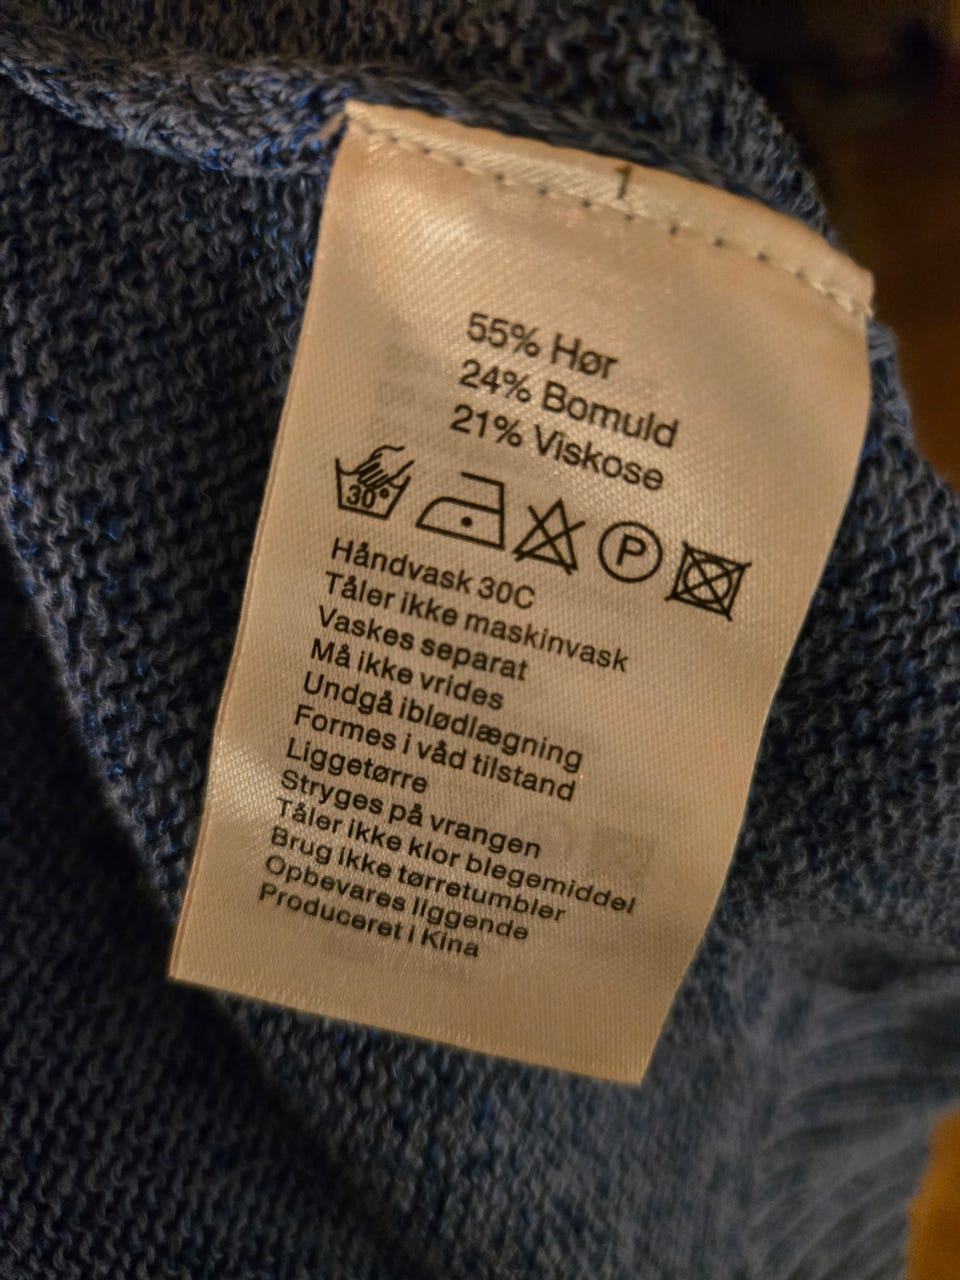 1
55% Hør
24% Bomuld
21% Viskose
30° P
Håndvask 30C
Tåler ikke maskinvask
Vaskes separat
Må ikke vrides
Undgå iblødlægning
Formes i våd tilstand
Liggetørre
Stryges på vrangen
Tåler ikke klor blegemiddel
Brug ikke tørretumbler
Opbevares liggende
Produceret i Kina